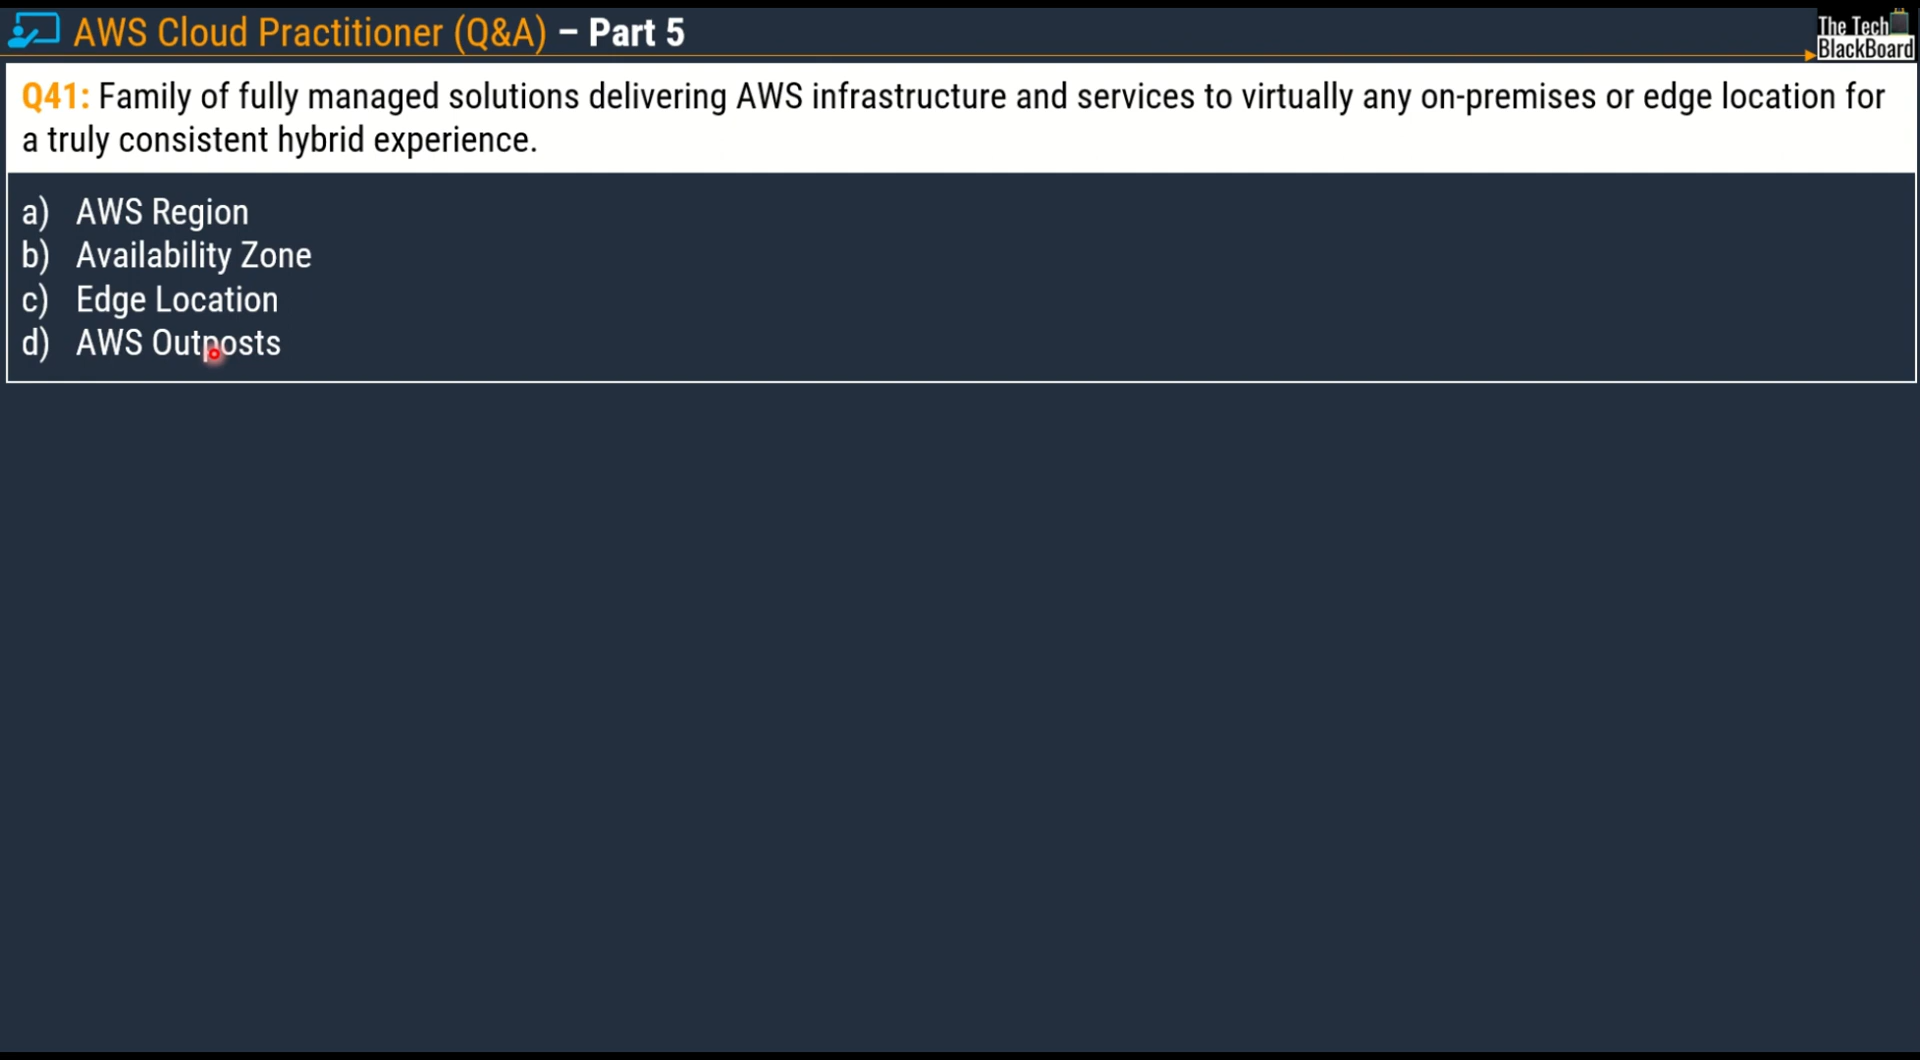 AWS Cloud Practitioner (Q&A) – Part 5
The Tech
BlackBoard
Q41: Family of fully managed solutions delivering AWS infrastructure and services to virtually any on-premises or edge location for
a truly consistent hybrid experience.
a) AWS Region
b) Availability Zone
c) Edge Location
d) AWS Outposts